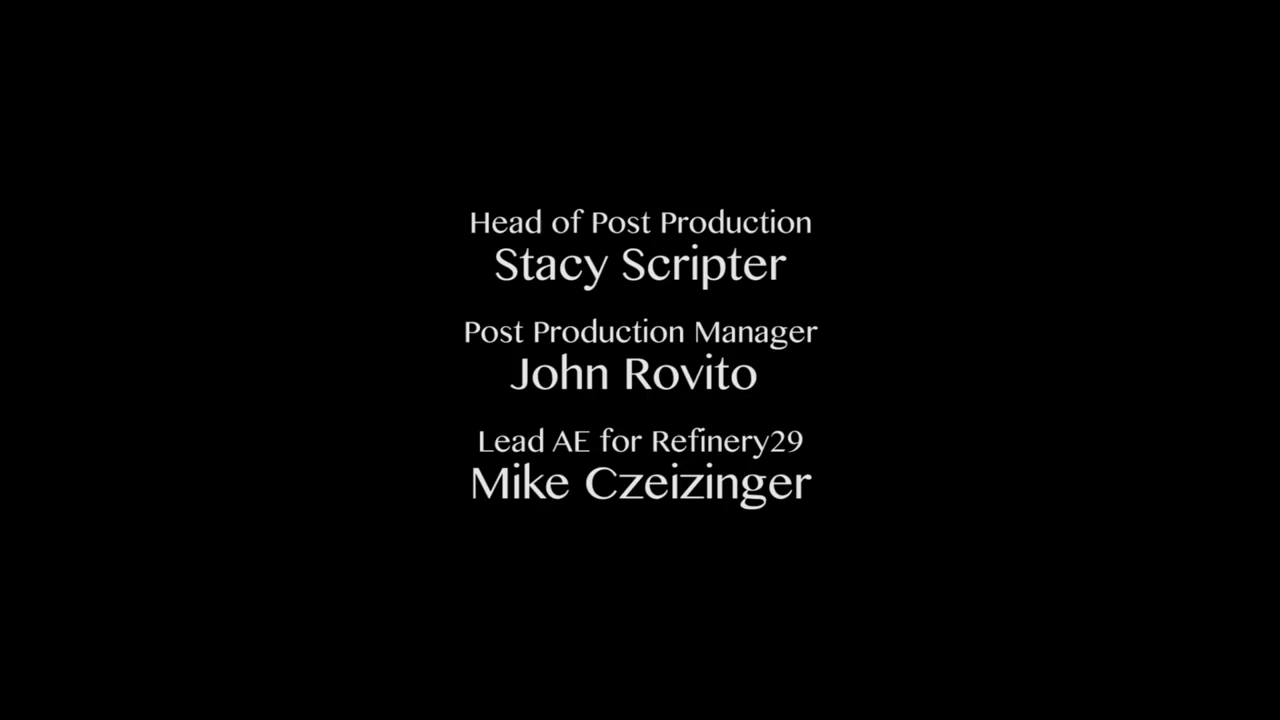 Head of Post Production
Stacy Scripter
Post Production Manager
John Rovito
Lead AE for Refinery29
Mike Czeizinger